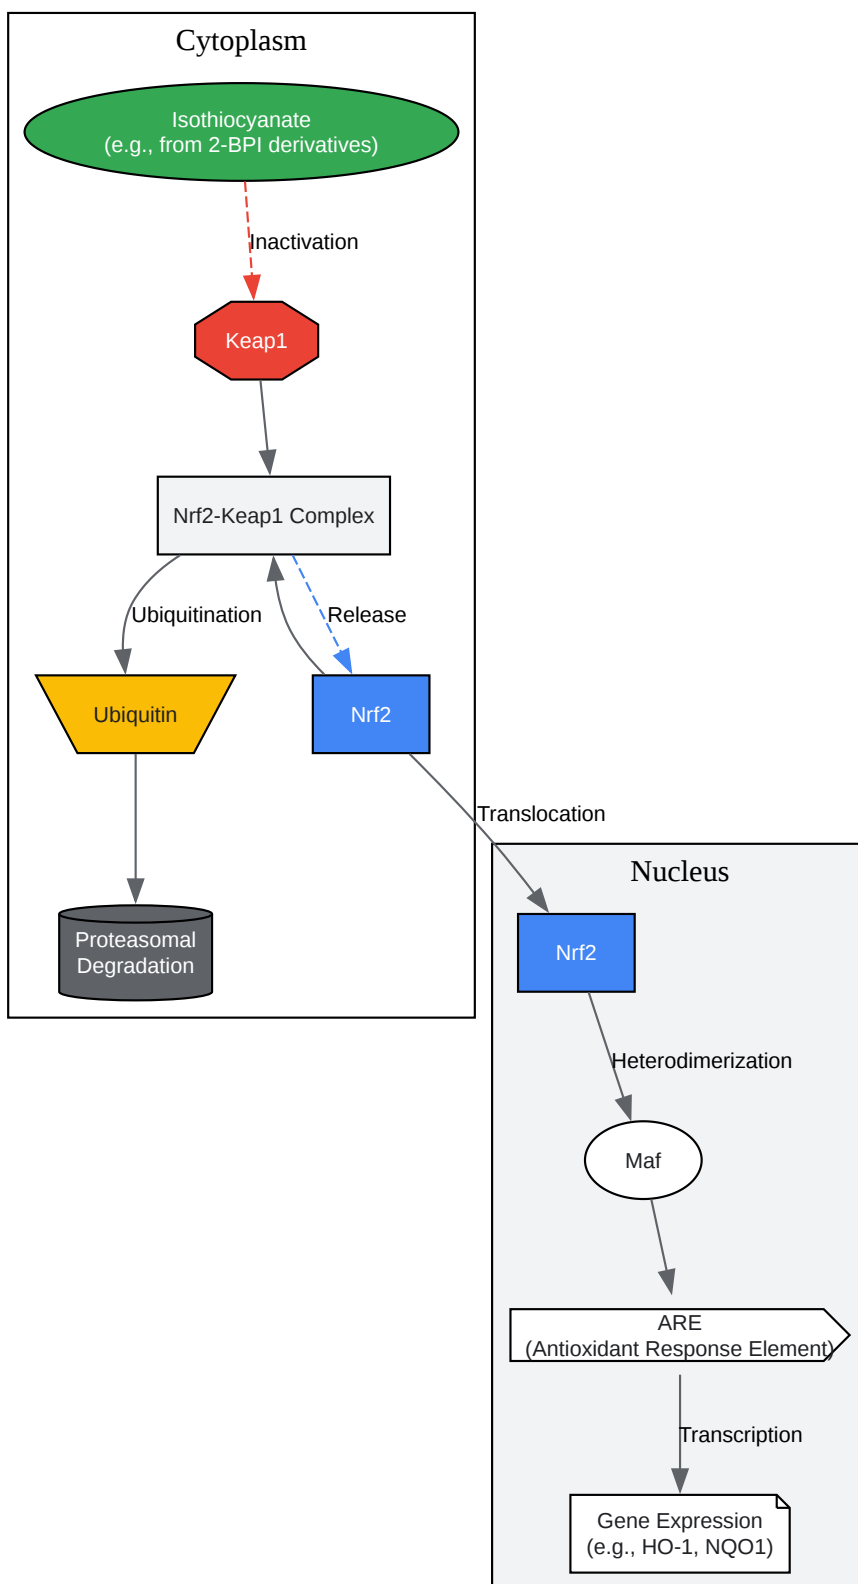 Cytoplasm
Isothiocyanate
(e.g., from 2-BPI derivatives)
Inactivation
Keap1
Nrf2-Keap1 Complex
Ubiquitination
Release
Ubiquitin
Nrf2
Translocation
Proteasomal
Degradation
Nucleus
Nrf2
Heterodimerization
Maf
ARE
(Antioxidant Response Element)
Transcription
Gene Expression
(e.g., HO-1, NQO1)